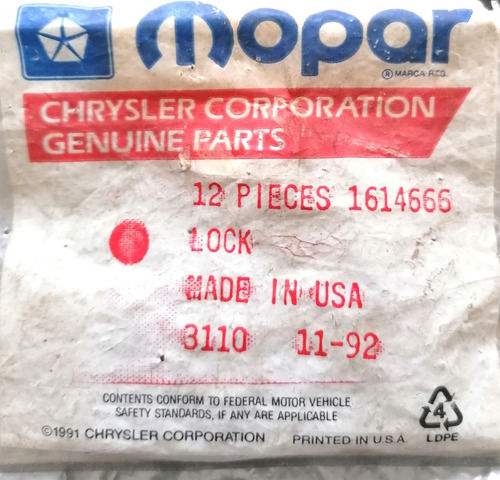 mopar
® MARCA REG.
CHRYSLER CORPORATION
GENUINE PARTS
12 PIECES 1614666
LOCK
MADE IN USA
3110 11-92
CONTENTS CONFORM TO FEDERAL MOTOR VEHICLE
SAFETY STANDARDS, IF ANY ARE APPLICABLE
©1991 CHRYSLER CORPORATION PRINTED IN U.S.A.
4
LDPE